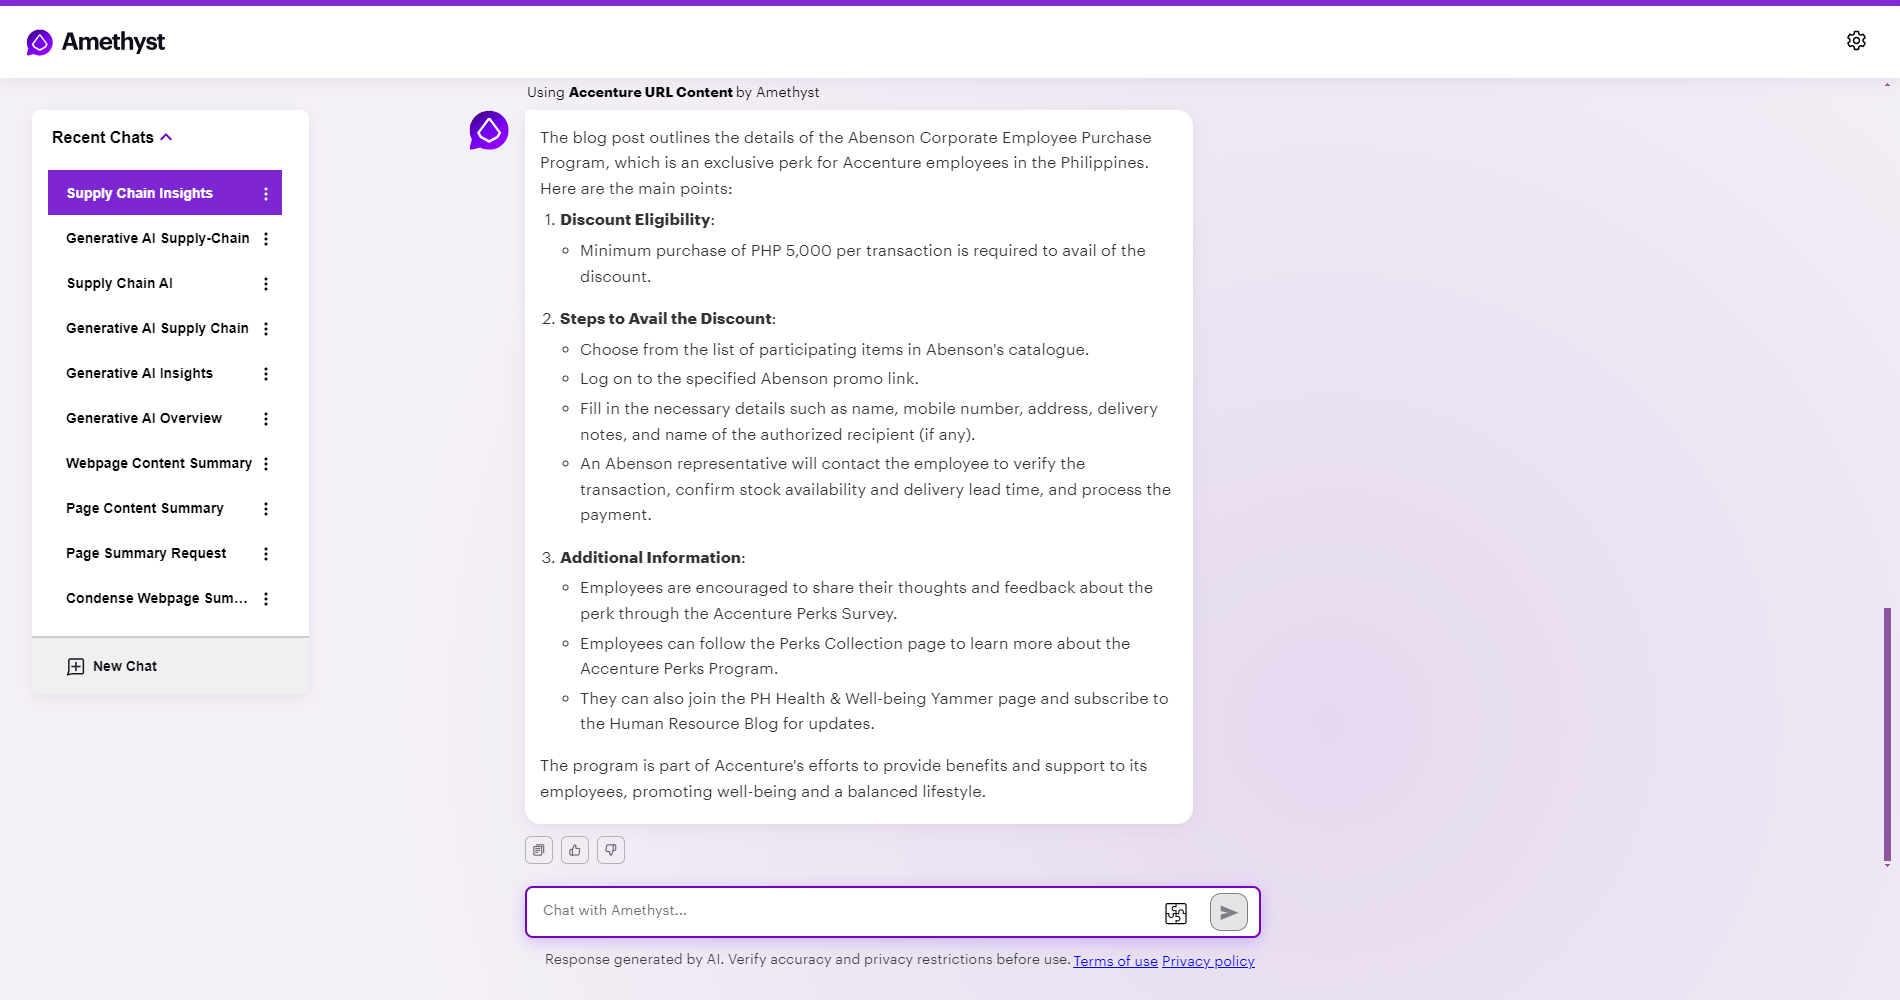 Amethyst
Recent Chats
Supply Chain Insights
Generative AI Supply-Chain
Supply Chain AI
Generative AI Supply Chain
Generative AI Insights
Generative AI Overview
Webpage Content Summary
Page Content Summary
Page Summary Request
Condense Webpage Sum...
New Chat
Using Accenture URL Content by Amethyst
The blog post outlines the details of the Abenson Corporate Employee Purchase
Program, which is an exclusive perk for Accenture employees in the Philippines.
Here are the main points:
1. Discount Eligibility:
◦ Minimum purchase of PHP 5,000 per transaction is required to avail of the
discount.
2. Steps to Avail the Discount:
◦ Choose from the list of participating items in Abenson's catalogue.
◦ Log on to the specified Abenson promo link.
◦ Fill in the necessary details such as name, mobile number, address, delivery
notes, and name of the authorized recipient (if any).
◦ An Abenson representative will contact the employee to verify the
transaction, confirm stock availability and delivery lead time, and process the
payment.
3. Additional Information:
◦ Employees are encouraged to share their thoughts and feedback about the
perk through the Accenture Perks Survey.
◦ Employees can follow the Perks Collection page to learn more about the
Accenture Perks Program.
◦ They can also join the PH Health & Well-being Yammer page and subscribe to
the Human Resource Blog for updates.
The program is part of Accenture's efforts to provide benefits and support to its
employees, promoting well-being and a balanced lifestyle.
Chat with Amethyst...
Response generated by AI. Verify accuracy and privacy restrictions before use. Terms of use Privacy policy